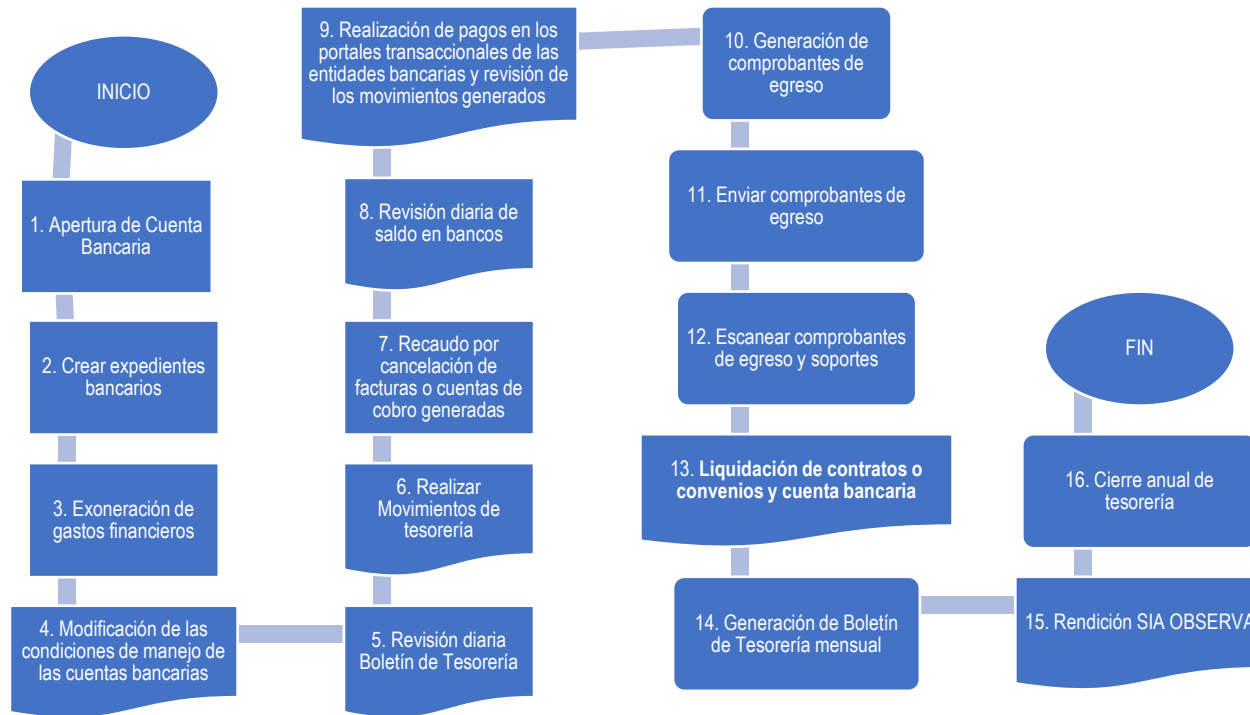 INICIO
1. Apertura de Cuenta
Bancaria
2. Crear expedientes
bancarios
3. Exoneración de
gastos financieros
4. Modificación de las
condiciones de manejo de
las cuentas bancarias
5. Revisión diaria
Boletín de Tesorería
6. Realizar
Movimientos de
tesorería
7. Recaudo por
cancelación de
facturas o cuentas de
cobro generadas
8. Revisión diaria de
saldo en bancos
9. Realización de pagos en los
portales transaccionales de las
entidades bancarias y revisión de
los movimientos generados
10. Generación de
comprobantes de
egreso
11. Enviar comprobantes de
egreso
12. Escanear comprobantes
de egreso y soportes
13. Liquidación de contratos o
convenios y cuenta bancaria
14. Generación de Boletín
de Tesorería mensual
15. Rendición SIA OBSERVA
16. Cierre anual de
tesorería
FIN